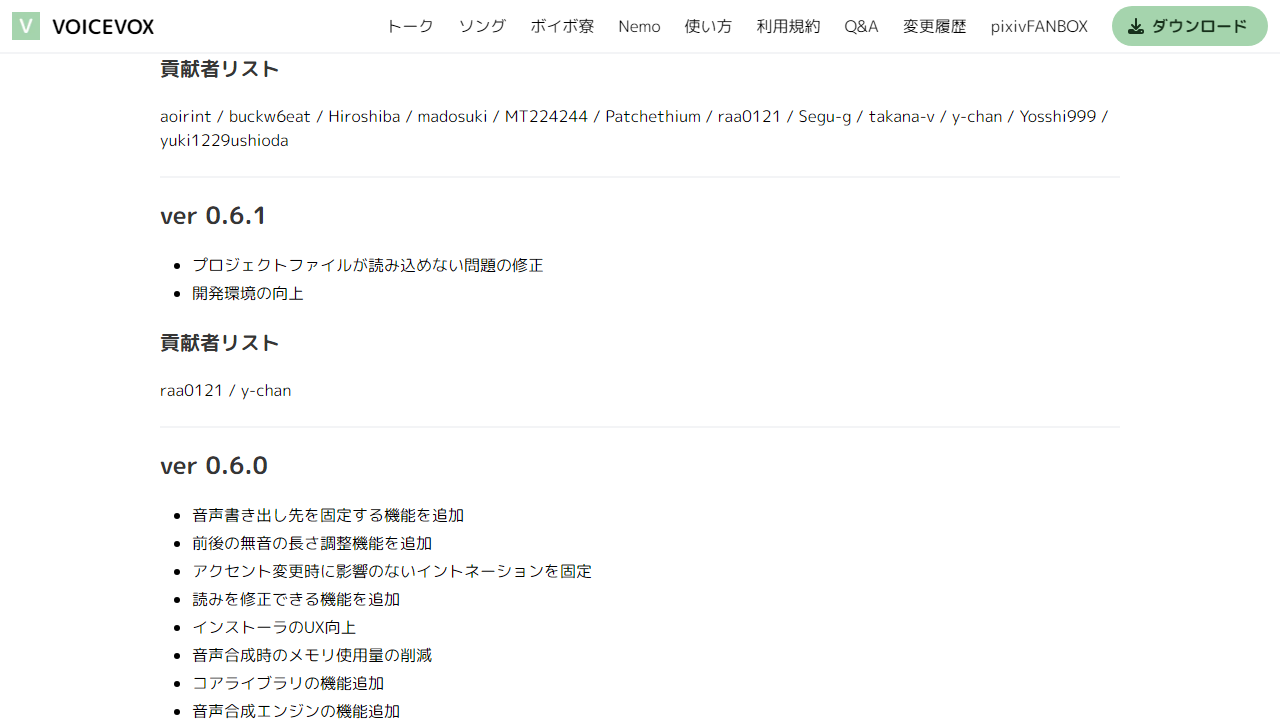 V VOICEVOX トーク ソング ボイボ寮 Nemo 使い方 利用規約 Q&A 変更履歴 pixivFANBOX ダウンロード
貢献者リスト
aoirint / buckw6eat / Hiroshiba / madosuki / MT224244 / Patchethium / raa0121 / Segu-g / takana-v / y-chan / Yosshi999 /
yuki1229ushioda
ver 0.6.1
• プロジェクトファイルが読み込めない問題の修正
• 開発環境の向上
貢献者リスト
raa0121 / y-chan
ver 0.6.0
• 音声書き出し先を固定する機能を追加
• 前後の無音の長さ調整機能を追加
• アクセント変更時に影響のないイントネーションを固定
• 読みを修正できる機能を追加
• インストーラのUX向上
• 音声合成時のメモリ使用量の削減
• コアライブラリの機能追加
• 音声合成エンジンの機能追加